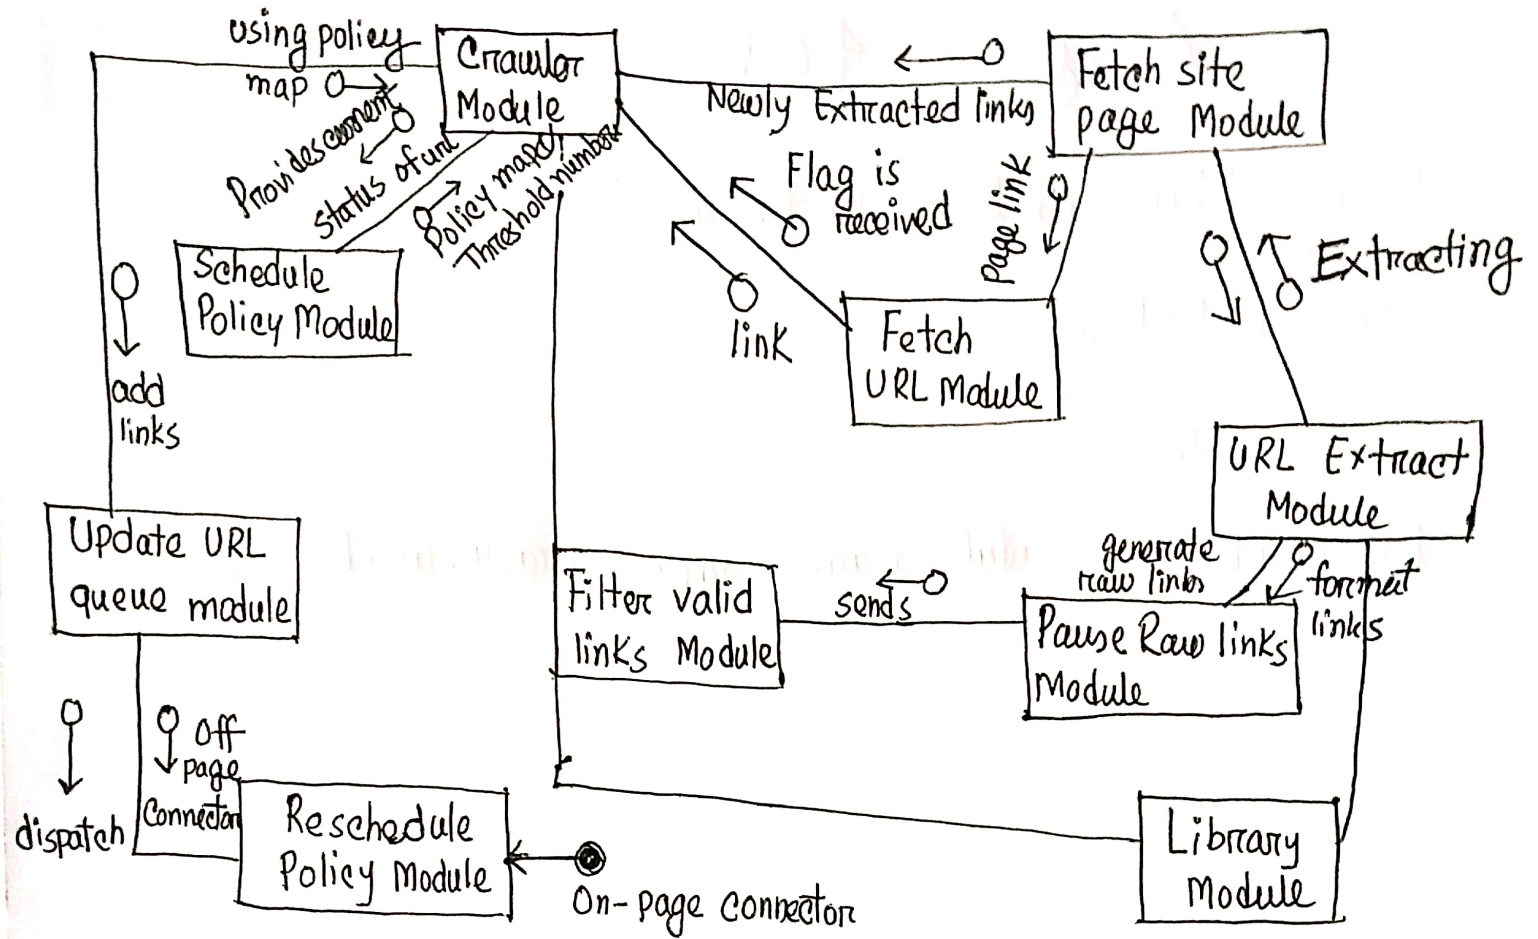 using policy
map
Crawler
Module
Newly Extracted links
Fetch site
page Module
Status of url
Policy map
Threshold number
Flag is
received
Page link
link
Schedule
Policy Module
add
links
Fetch
URL Module
Extracting
URL Extract
Module
Update URL
queue module
Filter valid
links Module
sends
generate
raw links
format
links
Pause Raw links
Module
dispatch
Off
page
Connector
Reschedule
Policy Module
On-page connector
Library
Module